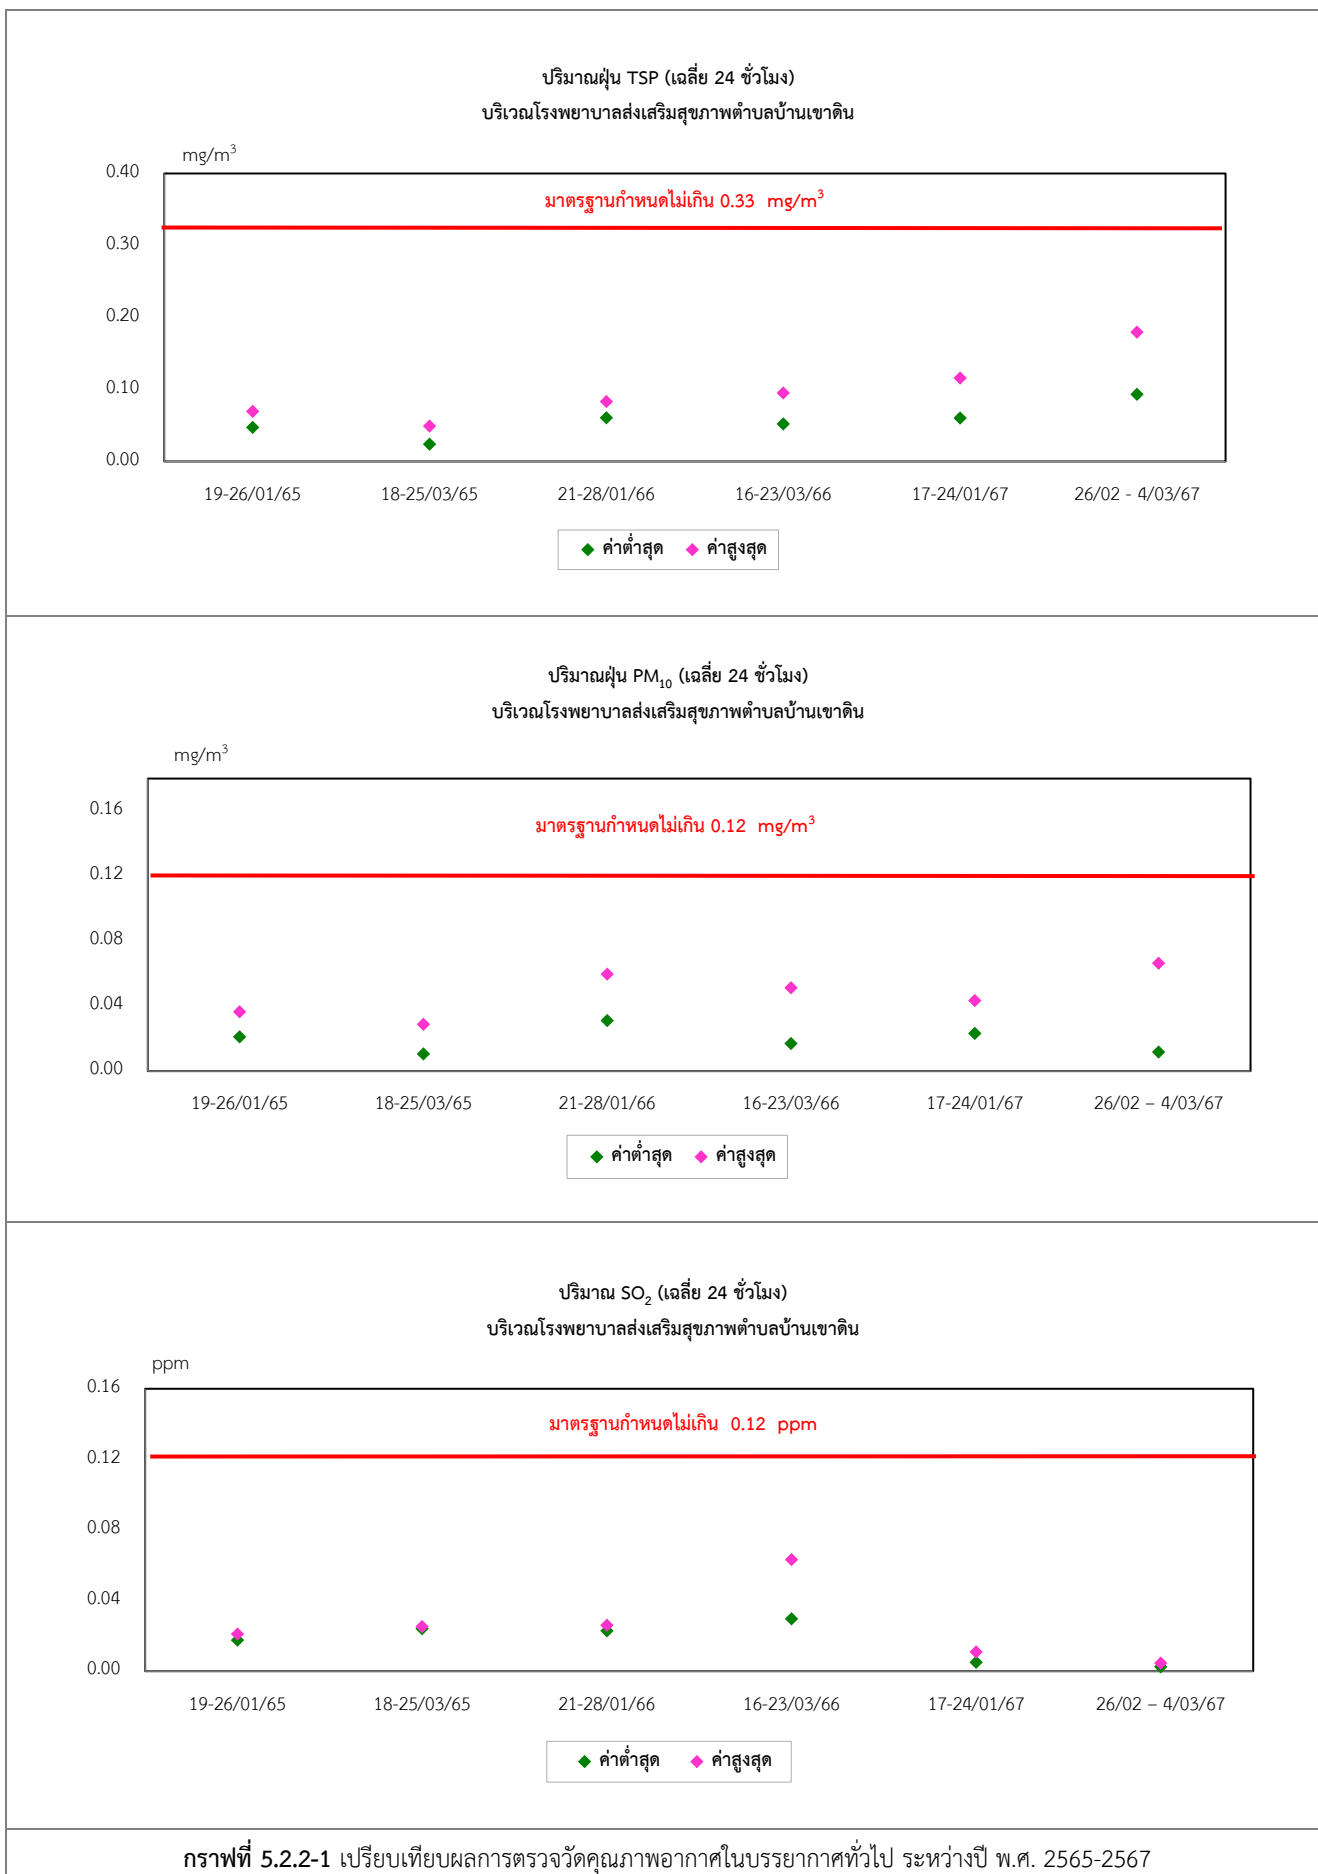 ปริมาณฝุ่น TSP (เฉลี่ย 24 ชั่วโมง)
บริเวณโรงพยาบาลส่งเสริมสุขภาพตำบลบ้านเขาดิน
mg/m³
0.40
มาตรฐานกำหนดไม่เกิน 0.33 mg/m³
0.30
0.20
0.10
0.00
19-26/01/65 18-25/03/65 21-28/01/66 16-23/03/66 17-24/01/67 26/02 - 4/03/67
ค่าต่ำสุด ค่าสูงสุด
ปริมาณฝุ่น PM₁₀ (เฉลี่ย 24 ชั่วโมง)
บริเวณโรงพยาบาลส่งเสริมสุขภาพตำบลบ้านเขาดิน
mg/m³
0.16
มาตรฐานกำหนดไม่เกิน 0.12 mg/m³
0.12
0.08
0.04
0.00
19-26/01/65 18-25/03/65 21-28/01/66 16-23/03/66 17-24/01/67 26/02 – 4/03/67
ค่าต่ำสุด ค่าสูงสุด
ปริมาณ SO₂ (เฉลี่ย 24 ชั่วโมง)
บริเวณโรงพยาบาลส่งเสริมสุขภาพตำบลบ้านเขาดิน
ppm
0.16
มาตรฐานกำหนดไม่เกิน 0.12 ppm
0.12
0.08
0.04
0.00
19-26/01/65 18-25/03/65 21-28/01/66 16-23/03/66 17-24/01/67 26/02 – 4/03/67
ค่าต่ำสุด ค่าสูงสุด
กราฟที่ 5.2.2-1 เปรียบเทียบผลการตรวจวัดคุณภาพอากาศในบรรยากาศทั่วไป ระหว่างปี พ.ศ. 2565-2567